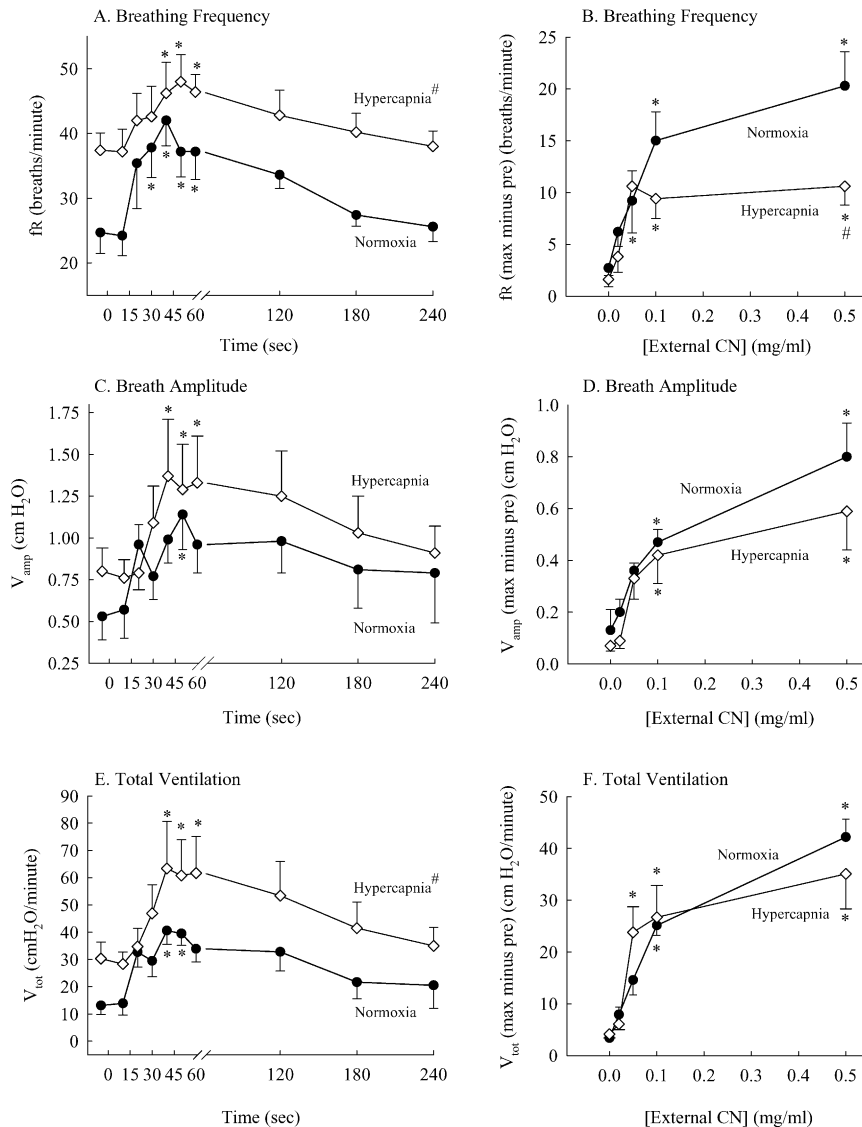 A. Breathing Frequency
fR (breaths/minute)
50
40
30
20
* * *
Hypercapnia#
* * *
Normoxia
0 15 30 45 60 120 180 240
Time (sec)
B. Breathing Frequency
fR (max minus pre) (breaths/minute)
25
20
15
10
5
0
*
*
Normoxia
Hypercapnia
* *
*
#
0.0 0.1 0.2 0.3 0.4 0.5
[External CN] (mg/ml)
C. Breath Amplitude
Vamp (cm H2O)
1.75
1.50
1.25
1.00
0.75
0.50
0.25
* * *
Hypercapnia
*
Normoxia
0 15 30 45 60 120 180 240
Time (sec)
D. Breath Amplitude
Vamp (max minus pre) (cm H2O)
1.0
0.8
0.6
0.4
0.2
0.0
*
Normoxia
*
Hypercapnia
* *
0.0 0.1 0.2 0.3 0.4 0.5
[External CN] (mg/ml)
E. Total Ventilation
Vtot (cmH2O/minute)
90
80
70
60
50
40
30
20
10
0
* * *
Hypercapnia#
* *
Normoxia
0 15 30 45 60 120 180 240
Time (sec)
F. Total Ventilation
Vtot (max minus pre) (cm H2O/minute)
50
40
30
20
10
0
*
Normoxia
* *
Hypercapnia
*
*
0.0 0.1 0.2 0.3 0.4 0.5
[External CN] (mg/ml)